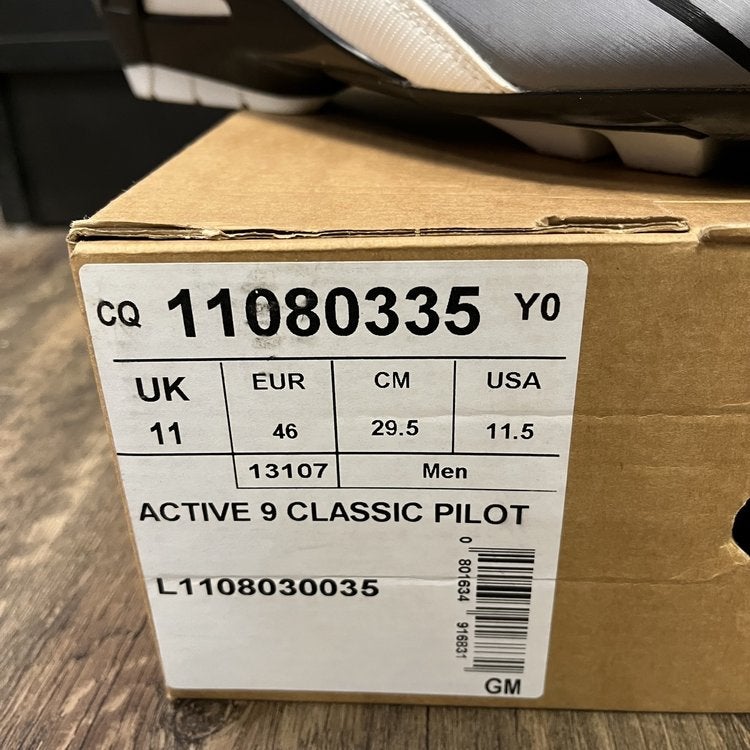 CQ 11080335 Y0
UK EUR CM USA
11 46 29.5 11.5
13107 Men
ACTIVE 9 CLASSIC PILOT
L1108030035
0 801634 916831
GM